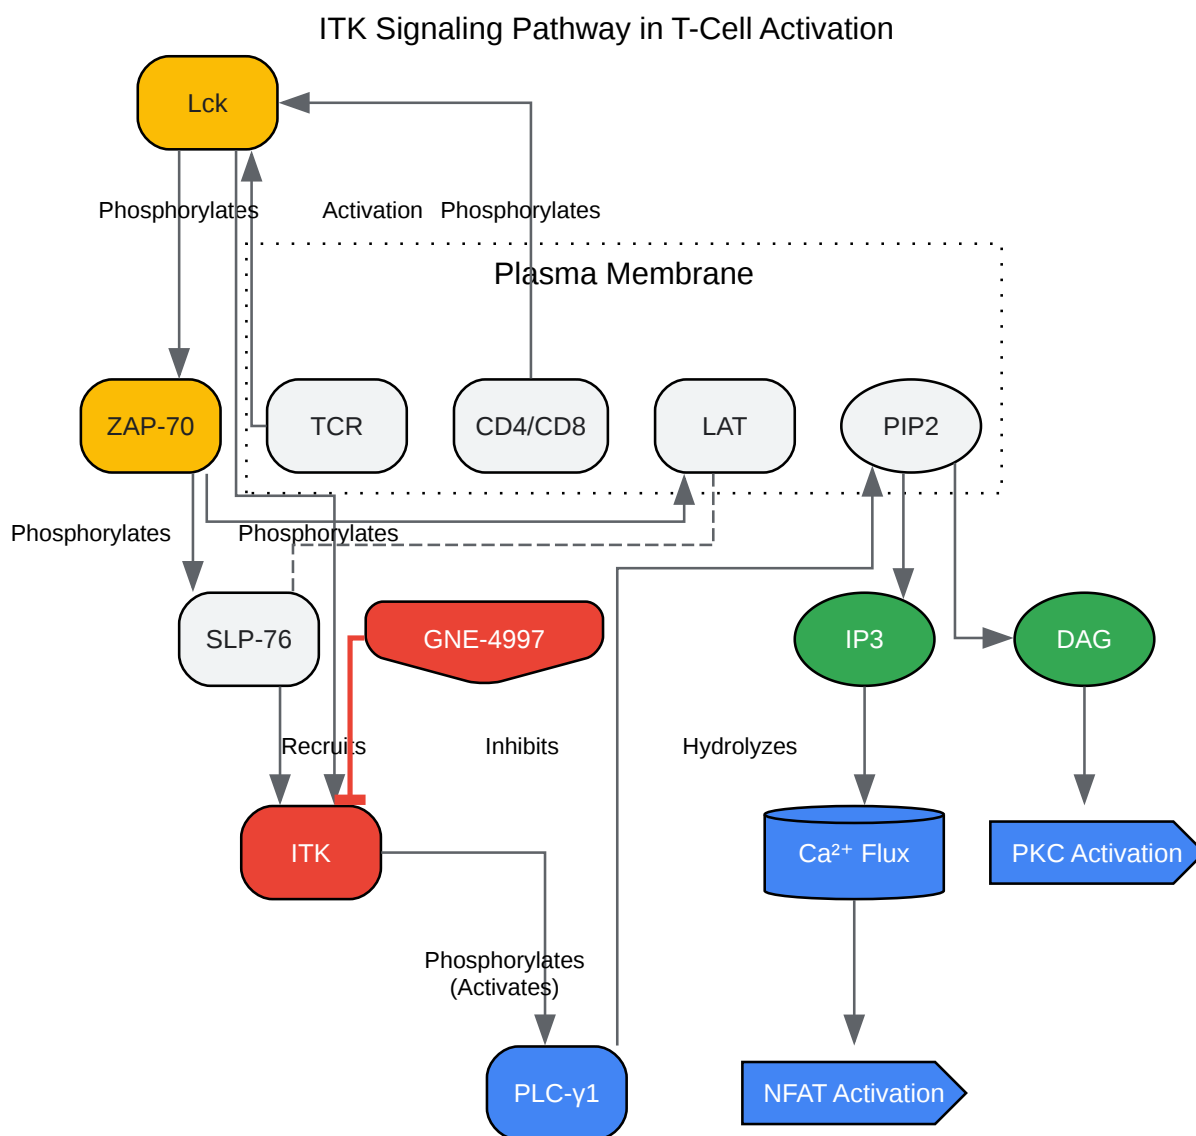 ITK Signaling Pathway in T-Cell Activation
Lck
Phosphorylates
Activation
Phosphorylates
Plasma Membrane
ZAP-70
TCR
CD4/CD8
LAT
PIP2
Phosphorylates
Phosphorylates
SLP-76
GNE-4997
IP3
DAG
Recruits
Inhibits
Hydrolyzes
ITK
Ca²⁺ Flux
PKC Activation
Phosphorylates
(Activates)
PLC-γ1
NFAT Activation